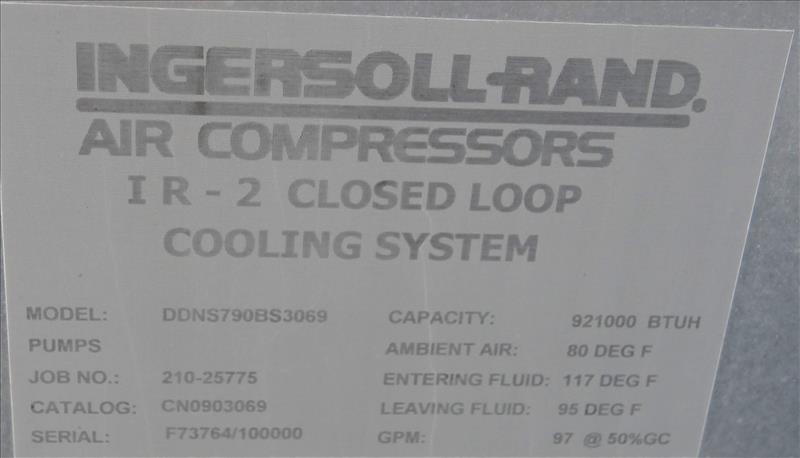 INGERSOLL-RAND.
AIR COMPRESSORS
IR-2 CLOSED LOOP
COOLING SYSTEM
MODEL: DDNS790BS3069 CAPACITY: 921000 BTUH
PUMPS AMBIENT AIR: 80 DEG F
JOB NO.: 210-25775 ENTERING FLUID: 117 DEG F
CATALOG: CN0903069 LEAVING FLUID: 95 DEG F
SERIAL: F73764/100000 GPM: 97 @ 50%GC